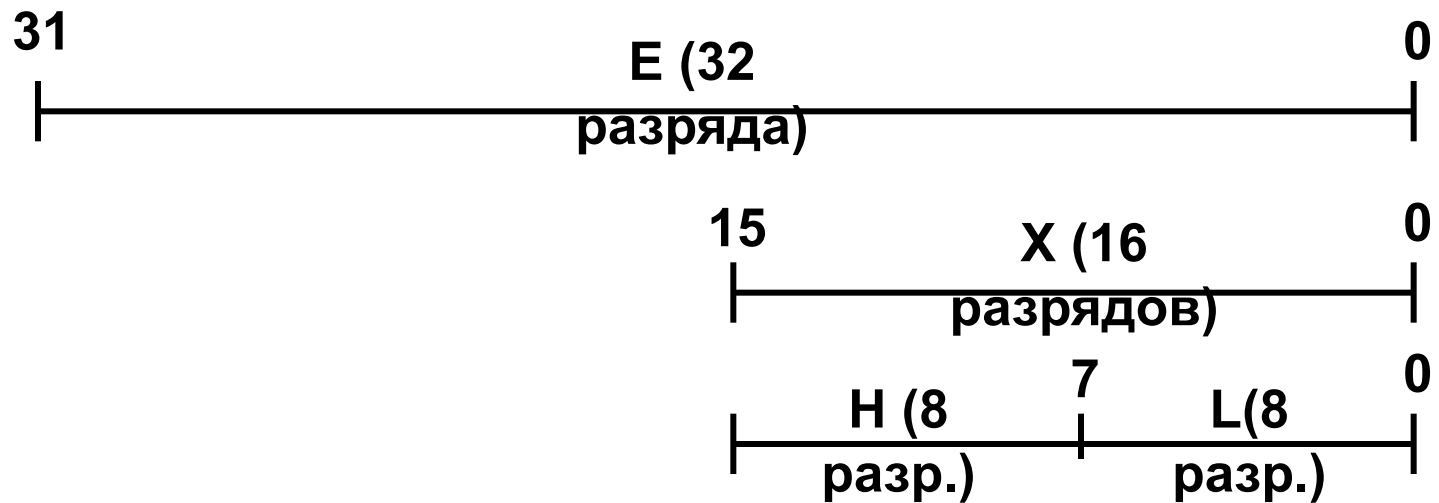 31
0
E (32
разряда)
15
0
X (16
разрядов)
7
0
H (8
L(8
разр.)
разр.)